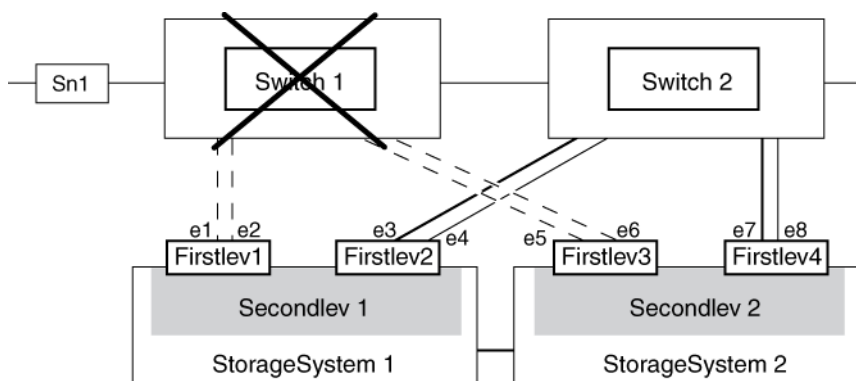 Sn1
Switch 1
Switch 2
e1
e2
e3
e4
e5
e6
e7
e8
Firstlev1
Firstlev2
Firstlev3
Firstlev4
Secondlev 1
Secondlev 2
StorageSystem 1
StorageSystem 2